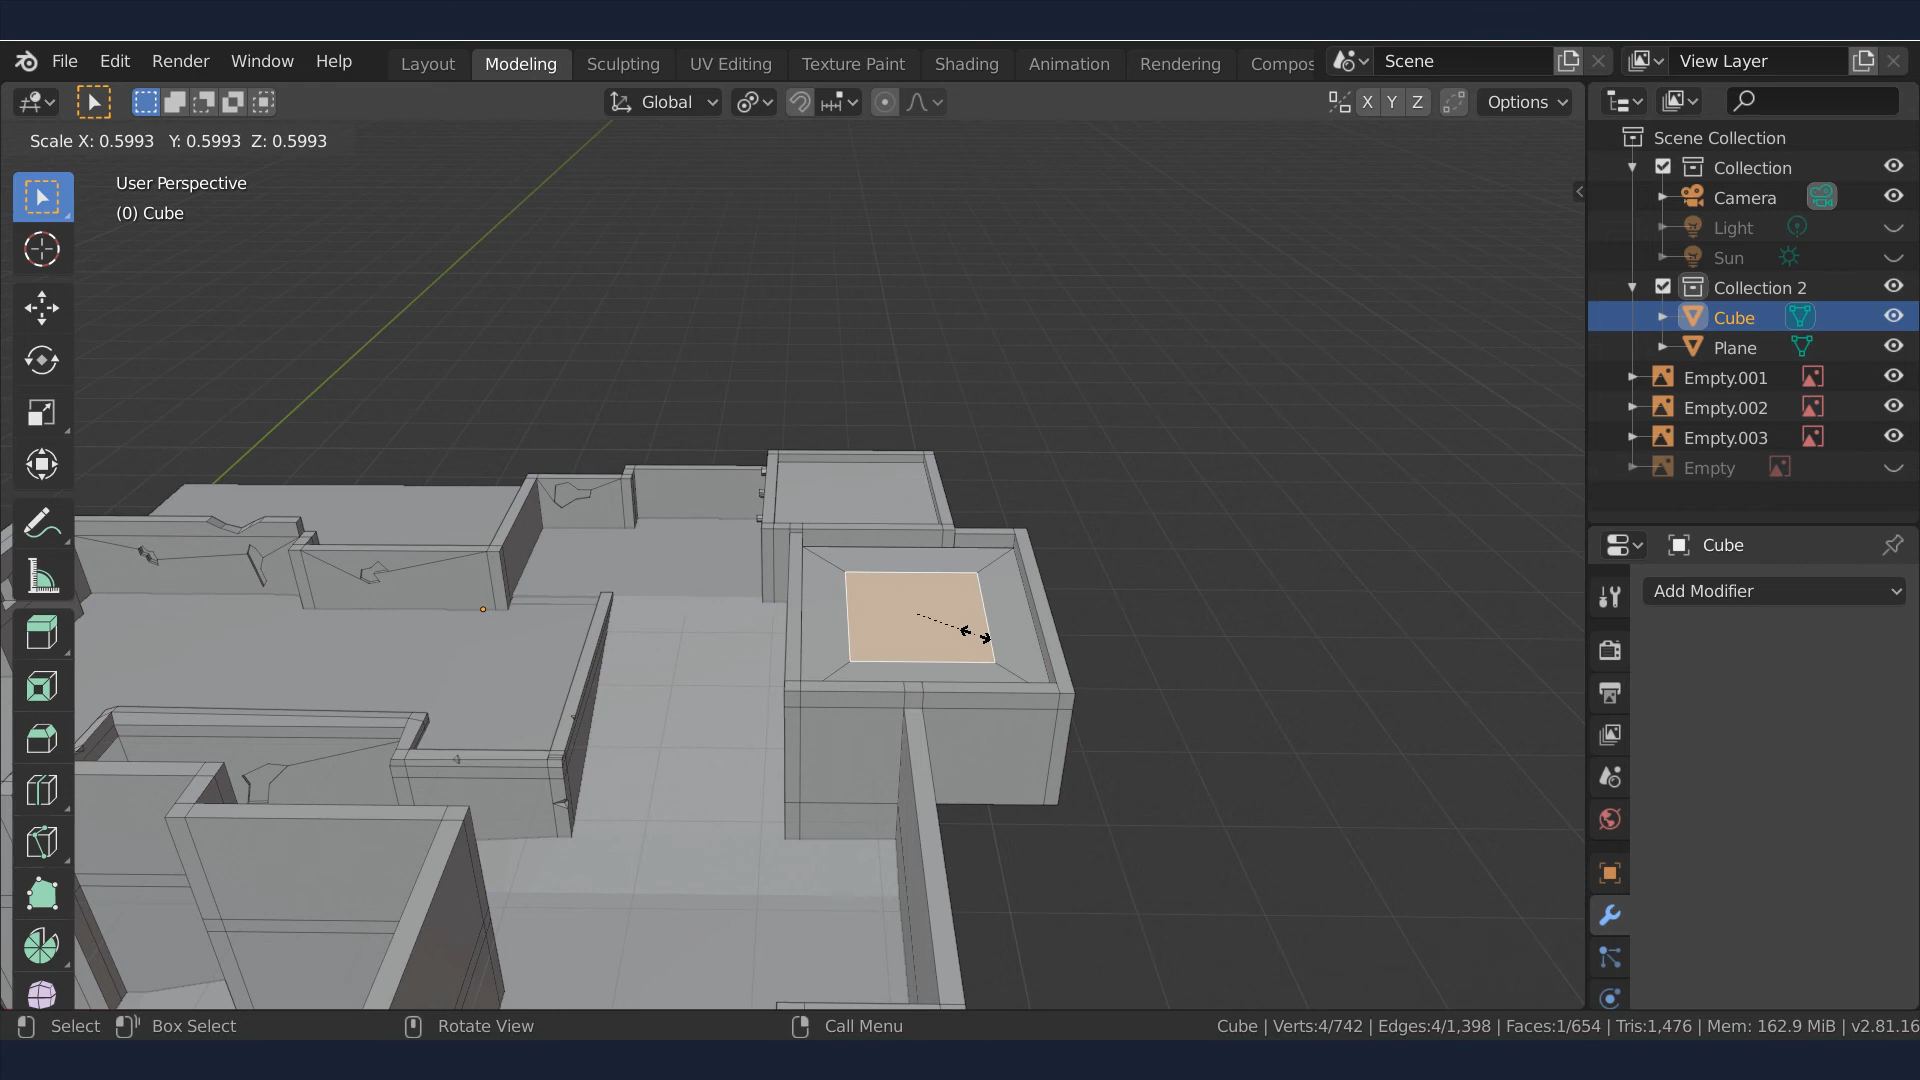 File Edit Render Window Help Layout Modeling Sculpting UV Editing Texture Paint Shading Animation Rendering Compos Scene View Layer
Global X Y Z Options
Scale X: 0.5993 Y: 0.5993 Z: 0.5993
User Perspective
(0) Cube
Scene Collection
Collection
Camera
Light
Sun
Collection 2
Cube
Plane
Empty.001
Empty.002
Empty.003
Empty
Cube
Add Modifier
Select Box Select Rotate View Call Menu Cube | Verts:4/742 | Edges:4/1,398 | Faces:1/654 | Tris:1,476 | Mem: 162.9 MiB | v2.81.16